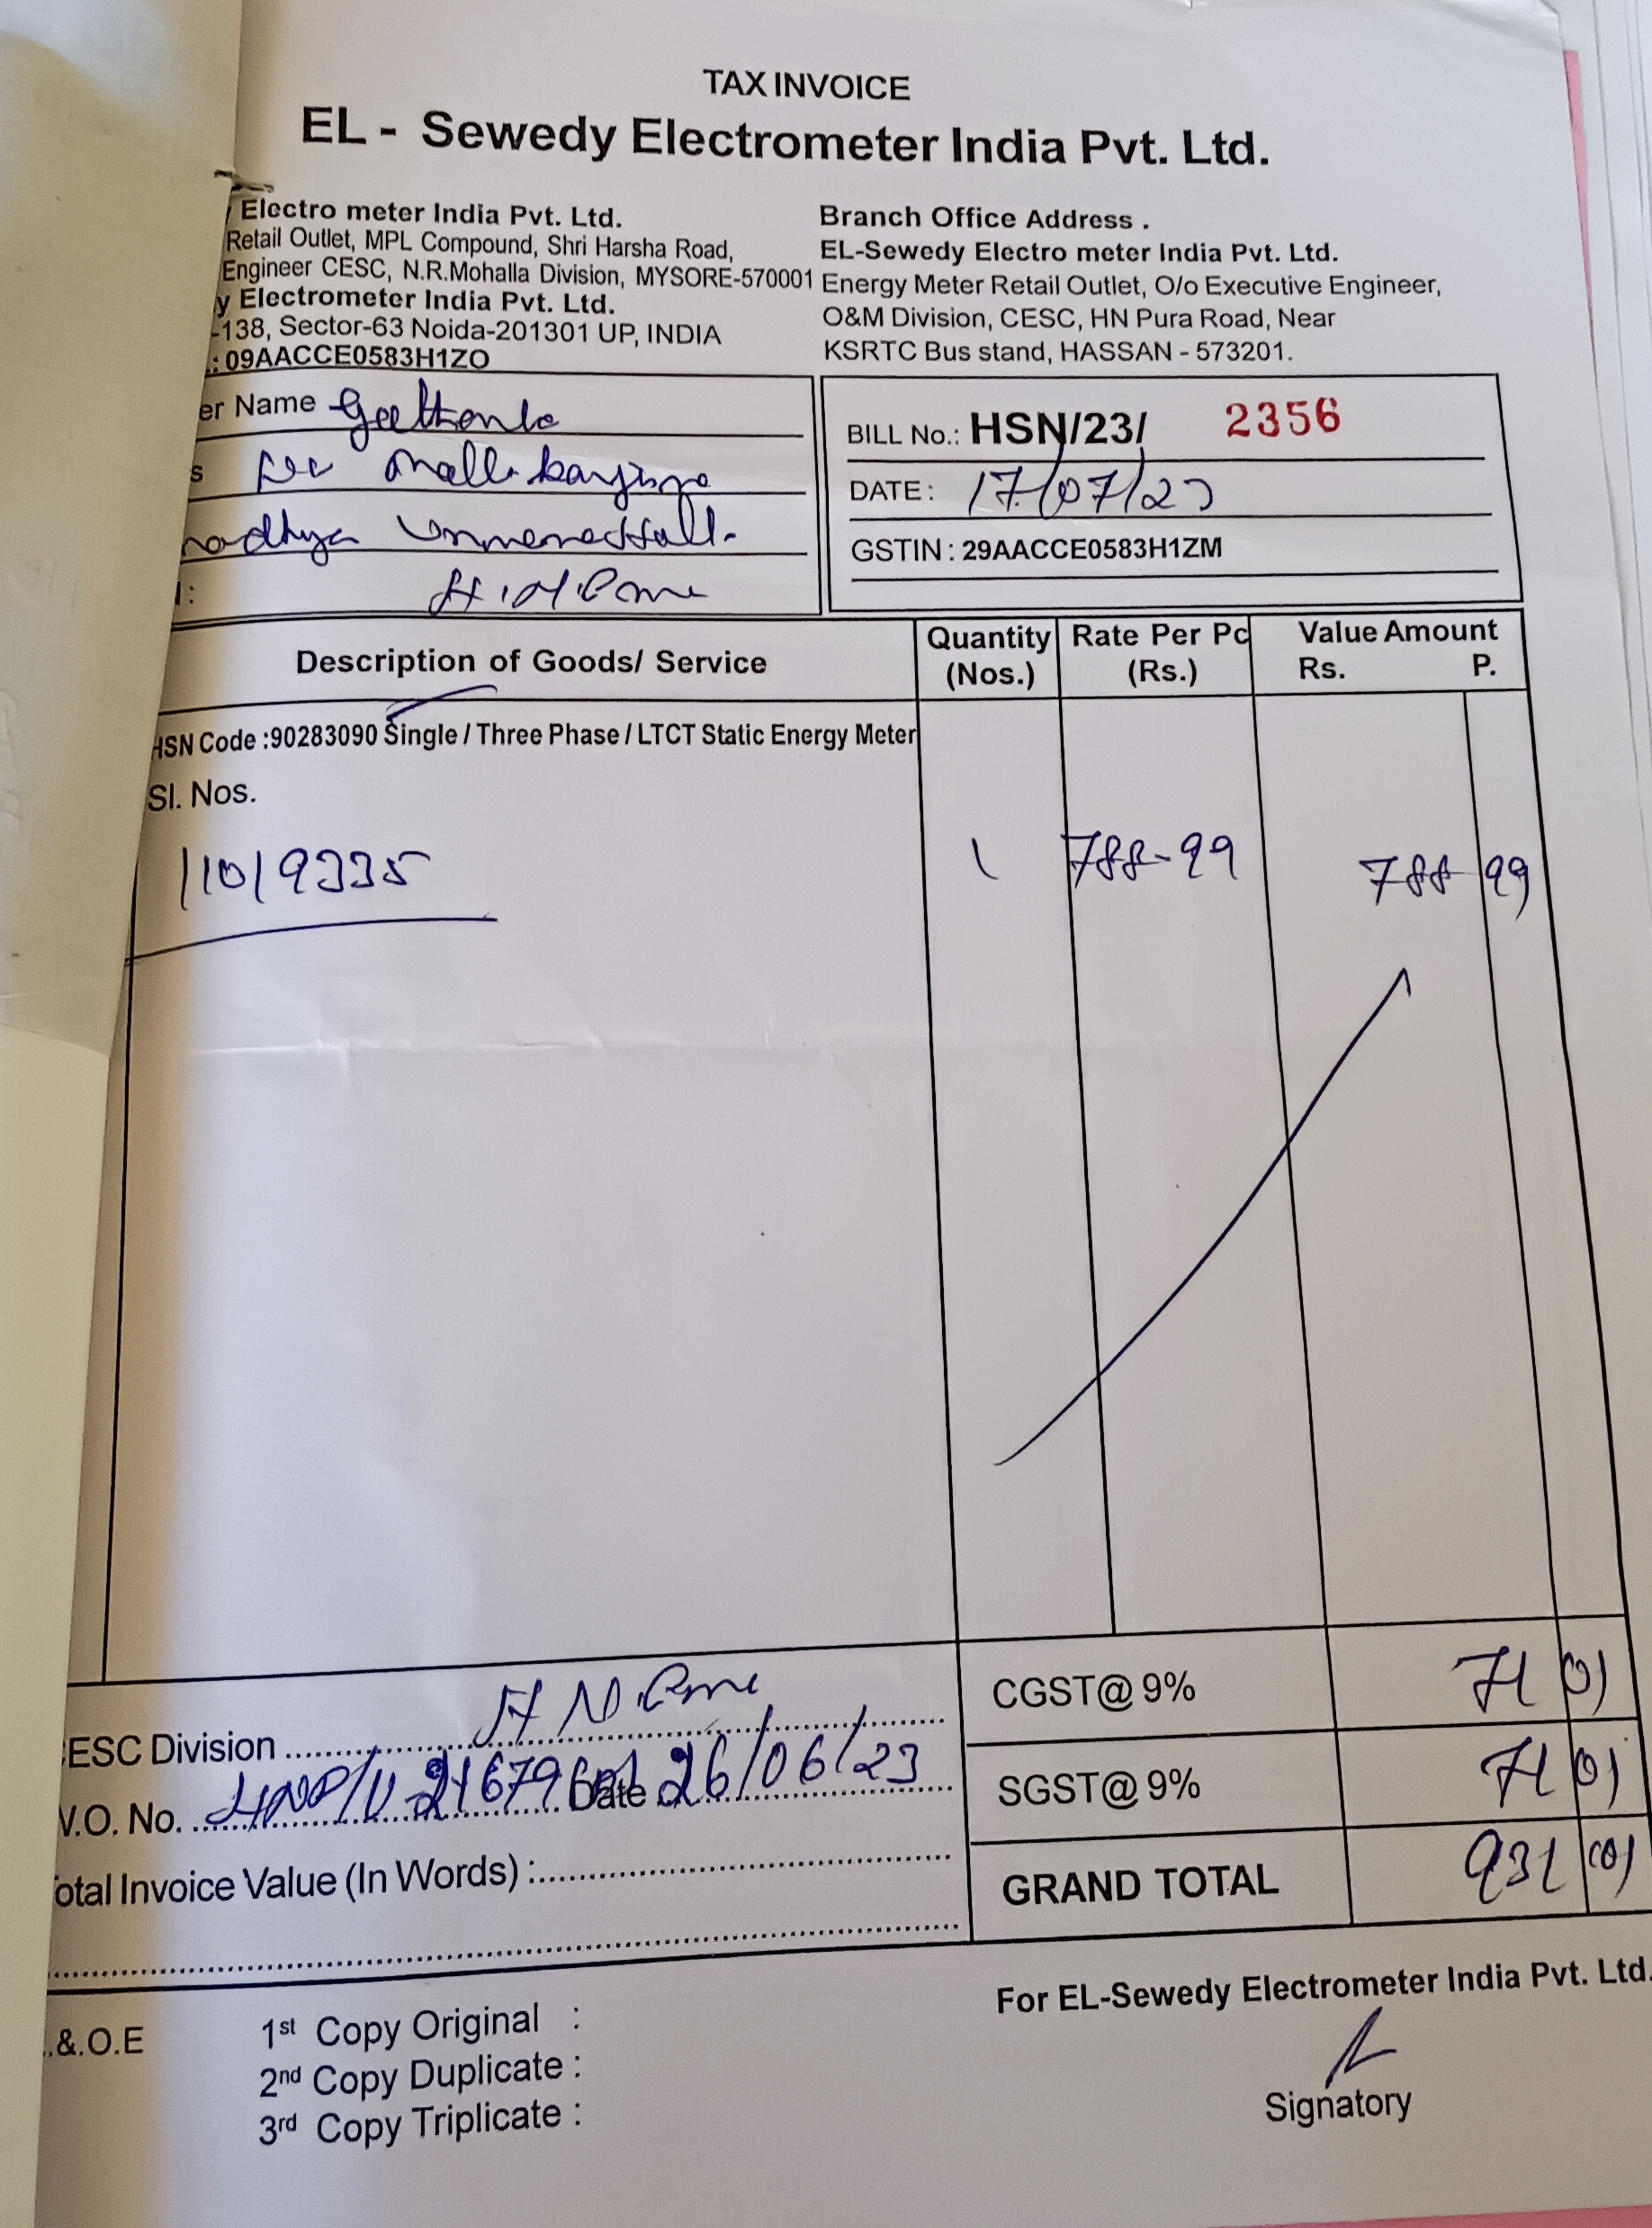 TAX INVOICE
EL - Sewedy Electrometer India Pvt. Ltd.
Electro meter India Pvt. Ltd.
Retail Outlet, MPL Compound, Shri Harsha Road,
Engineer CESC, N.R.Mohalla Division, MYSORE-570001
y Electrometer India Pvt. Ltd.
-138, Sector-63 Noida-201301 UP, INDIA
.: 09AACCE0583H1ZO
Branch Office Address .
EL-Sewedy Electro meter India Pvt. Ltd.
Energy Meter Retail Outlet, O/o Executive Engineer,
O&M Division, CESC, HN Pura Road, Near
KSRTC Bus stand, HASSAN - 573201.
er Name
s
:
BILL No.: HSN/23/ 2356
DATE : 17/07/23
GSTIN : 29AACCE0583H1ZM
Description of Goods/ Service Quantity (Nos.) Rate Per Pc (Rs.) Value Amount Rs. P.
HSN Code :90283090 Single / Three Phase / LTCT Static Energy Meter
Sl. Nos.
11019335 1 788-99 788 99
CGST@ 9% 71 01
SGST@ 9% 71 01
GRAND TOTAL 931 00
ESC Division
.O. No. Date 26/06/23
otal Invoice Value (In Words) :
.&.O.E
1st Copy Original :
2nd Copy Duplicate :
3rd Copy Triplicate :
For EL-Sewedy Electrometer India Pvt. Ltd.
Signatory